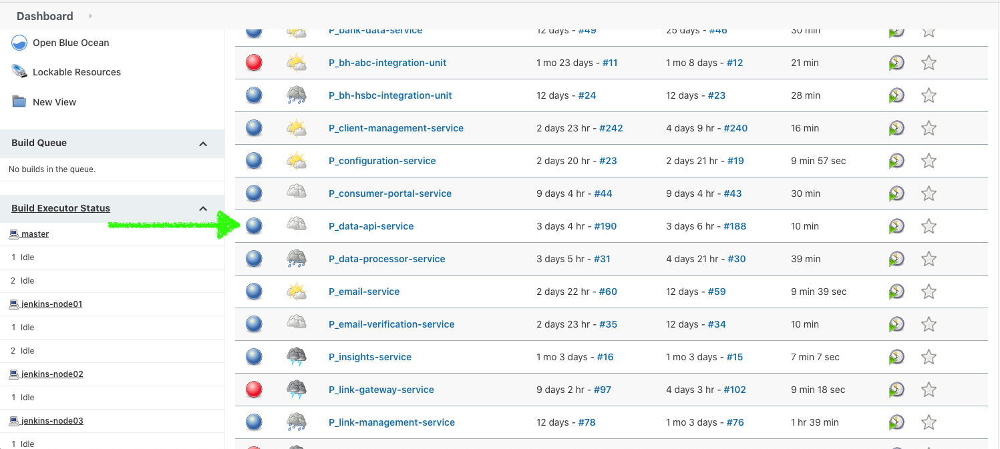 Dashboard
Open Blue Ocean
Lockable Resources
New View
Build Queue
No builds in the queue.
Build Executor Status
master
1 Idle
2 Idle
jenkins-node01
1 Idle
2 Idle
jenkins-node02
1 Idle
jenkins-node03
1 Idle
P_bank-data-service 12 days - #49 25 days - #46 30 min
P_bh-abc-integration-unit 1 mo 23 days - #11 1 mo 8 days - #12 21 min
P_bh-hsbc-integration-unit 12 days - #24 12 days - #23 28 min
P_client-management-service 2 days 23 hr - #242 4 days 9 hr - #240 16 min
P_configuration-service 2 days 20 hr - #23 2 days 21 hr - #19 9 min 57 sec
P_consumer-portal-service 9 days 4 hr - #44 9 days 4 hr - #43 30 min
P_data-api-service 3 days 4 hr - #190 3 days 6 hr - #188 10 min
P_data-processor-service 3 days 5 hr - #31 4 days 21 hr - #30 39 min
P_email-service 2 days 22 hr - #60 12 days - #59 9 min 39 sec
P_email-verification-service 2 days 23 hr - #35 12 days - #34 10 min
P_insights-service 1 mo 3 days - #16 1 mo 3 days - #15 7 min 7 sec
P_link-gateway-service 9 days 2 hr - #97 4 days 3 hr - #102 9 min 18 sec
P_link-management-service 12 days - #78 1 mo 3 days - #76 1 hr 39 min